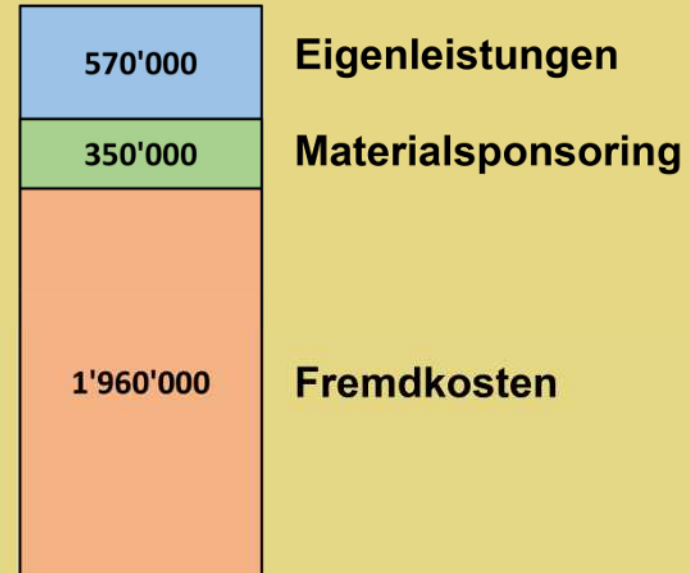 570'000 Eigenleistungen
350'000 Materialsponsoring
1'960'000 Fremdkosten